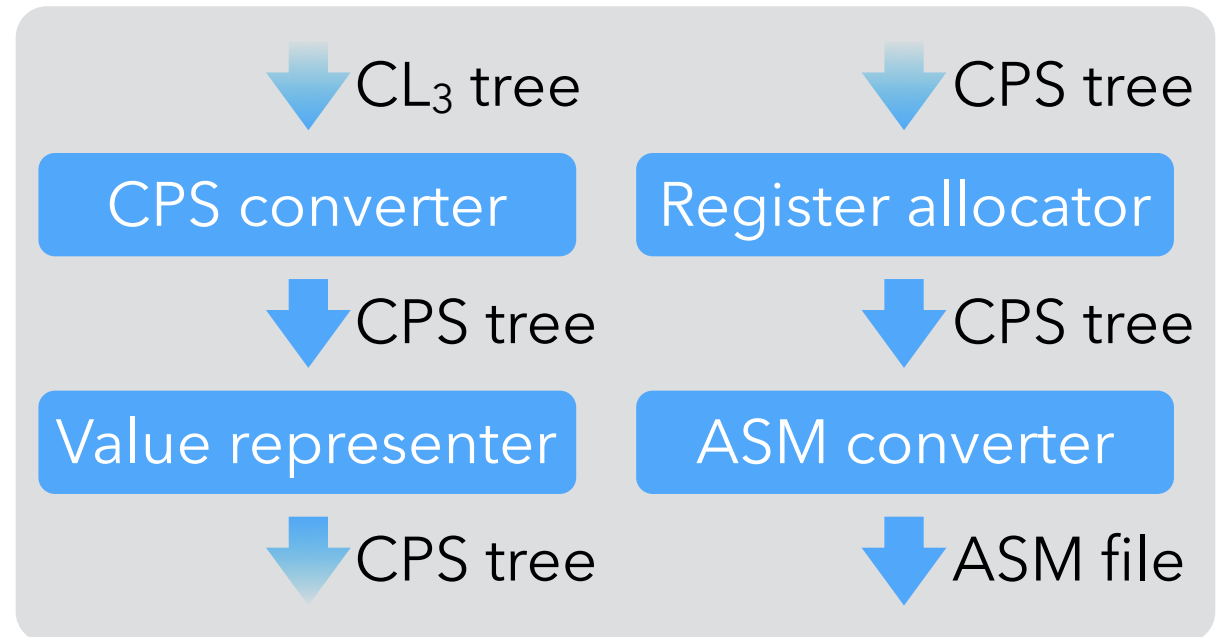 CL₃ tree
CPS converter
CPS tree
Value representer
CPS tree
CPS tree
Register allocator
CPS tree
ASM converter
ASM file